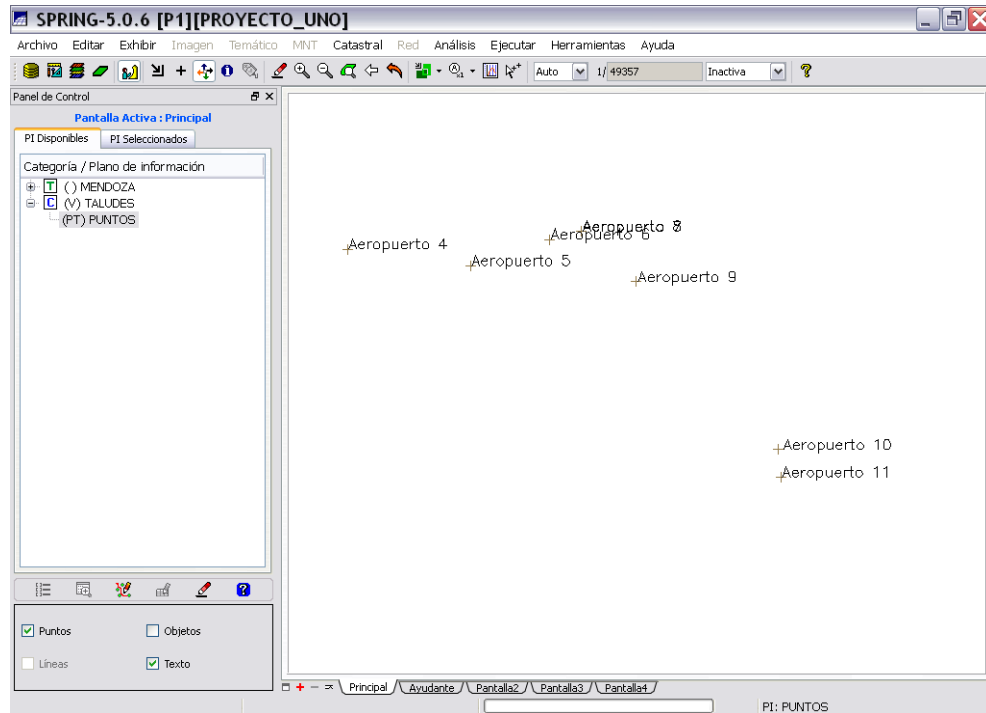 SPRING-5.0.6 [P1][PROYECTO_UNO]
Archivo Editar Exhibir Imagen Temático MNT Catastral Red Análisis Ejecutar Herramientas Ayuda
Auto 1/ 49357 Inactiva
Panel de Control
Pantalla Activa : Principal
PI Disponibles PI Seleccionados
Categoría / Plano de información
T ( ) MENDOZA
C (V) TALUDES
(PT) PUNTOS
Puntos Objetos
Líneas Texto
Aeropuerto 4
Aeropuerto 5
Aeropuerto 6
Aeropuerto 8
Aeropuerto 9
Aeropuerto 10
Aeropuerto 11
Principal Ayudante Pantalla2 Pantalla3 Pantalla4
PI: PUNTOS